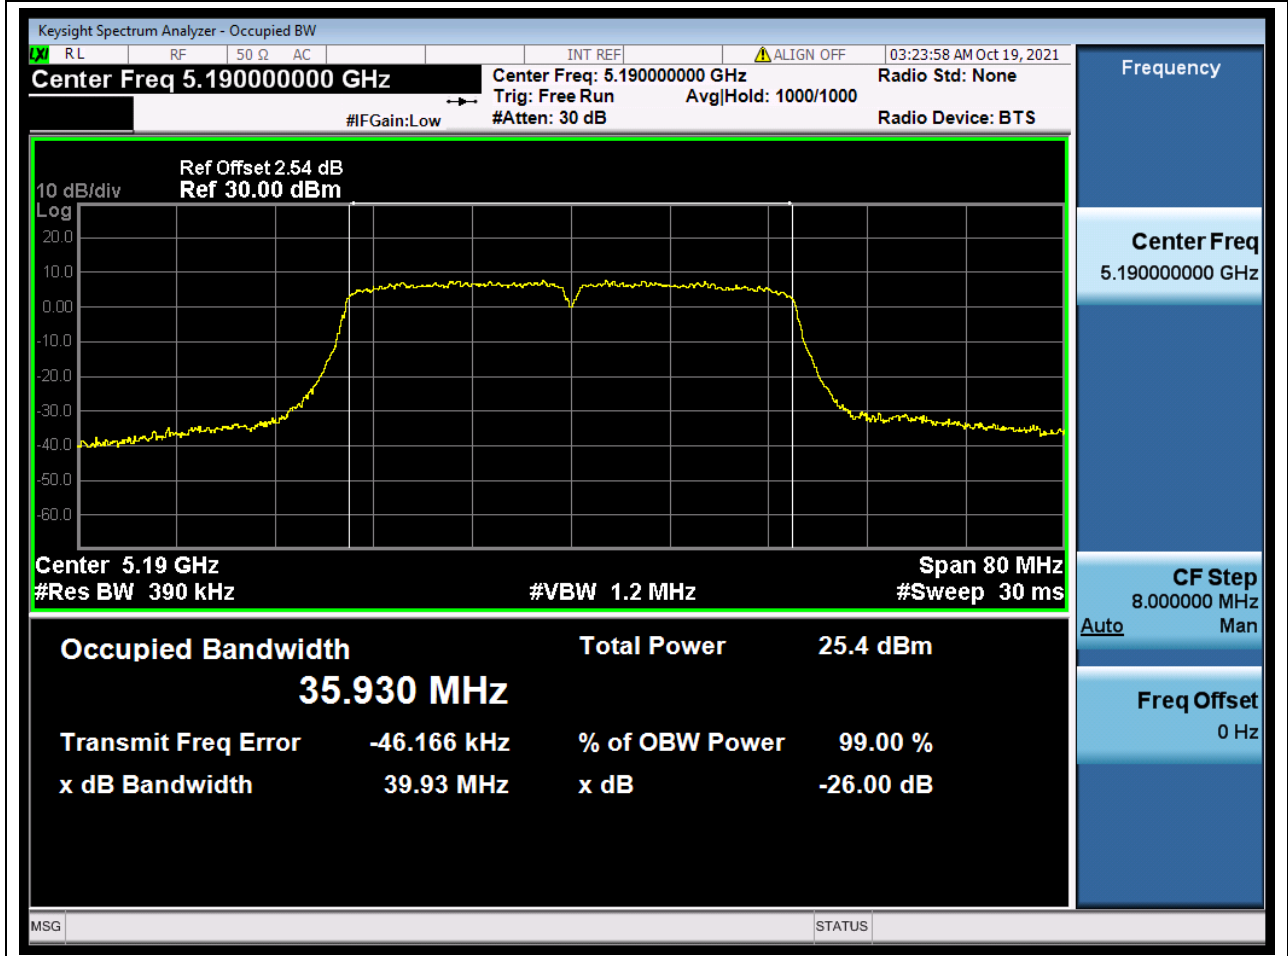 Keysight Spectrum Analyzer - Occupied BW
LXI RL RF 50 Ω AC INT REF ALIGN OFF 03:23:58 AM Oct 19, 2021
Center Freq 5.190000000 GHz
Center Freq: 5.190000000 GHz
Radio Std: None
Trig: Free Run Avg|Hold: 1000/1000
#IFGain:Low
#Atten: 30 dB
Radio Device: BTS
Ref Offset 2.54 dB
10 dB/div Ref 30.00 dBm
Log
20.0
10.0
0.00
-10.0
-20.0
-30.0
-40.0
-50.0
-60.0
Center 5.19 GHz Span 80 MHz
#Res BW 390 kHz #VBW 1.2 MHz #Sweep 30 ms
Occupied Bandwidth Total Power 25.4 dBm
35.930 MHz
Transmit Freq Error -46.166 kHz % of OBW Power 99.00 %
x dB Bandwidth 39.93 MHz x dB -26.00 dB
MSG STATUS
Frequency
Center Freq
5.190000000 GHz
CF Step
8.000000 MHz
Auto Man
Freq Offset
0 Hz